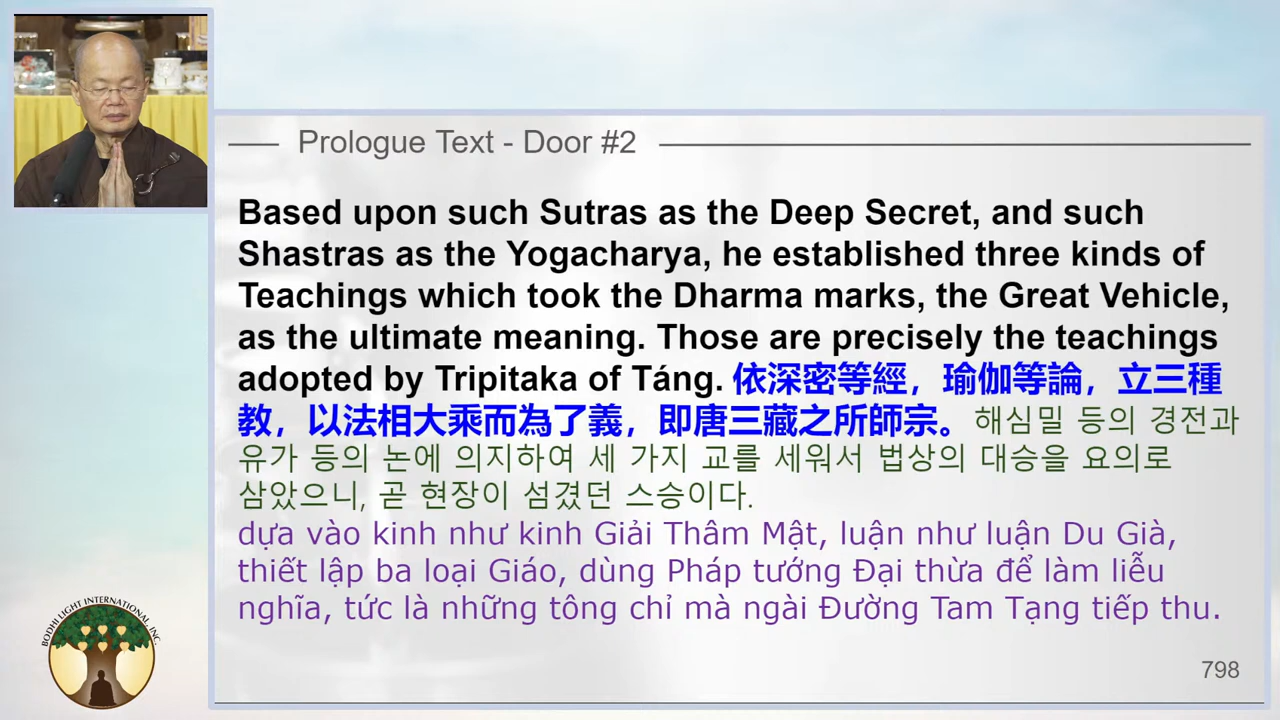 Prologue Text - Door #2
Based upon such Sutras as the Deep Secret, and such
Shastras as the Yogacharya, he established three kinds of
Teachings which took the Dharma marks, the Great Vehicle,
as the ultimate meaning. Those are precisely the teachings
adopted by Tripitaka of Táng. 依深密等經，瑜伽等論，立三種
教，以法相大乘而為了義，即唐三藏之所師宗。해심밀 등의 경전과
유가 등의 논에 의지하여 세 가지 교를 세워서 법상의 대승을 요의로
삼았으니, 곧 현장이 섬겼던 스승이다.
dựa vào kinh như kinh Giải Thâm Mật, luận như luận Du Già,
thiết lập ba loại Giáo, dùng Pháp tướng Đại thừa để làm liễu
nghĩa, tức là những tông chỉ mà ngài Đường Tam Tạng tiếp thu.
BODHI LIGHT INTERNATIONAL, INC.
798